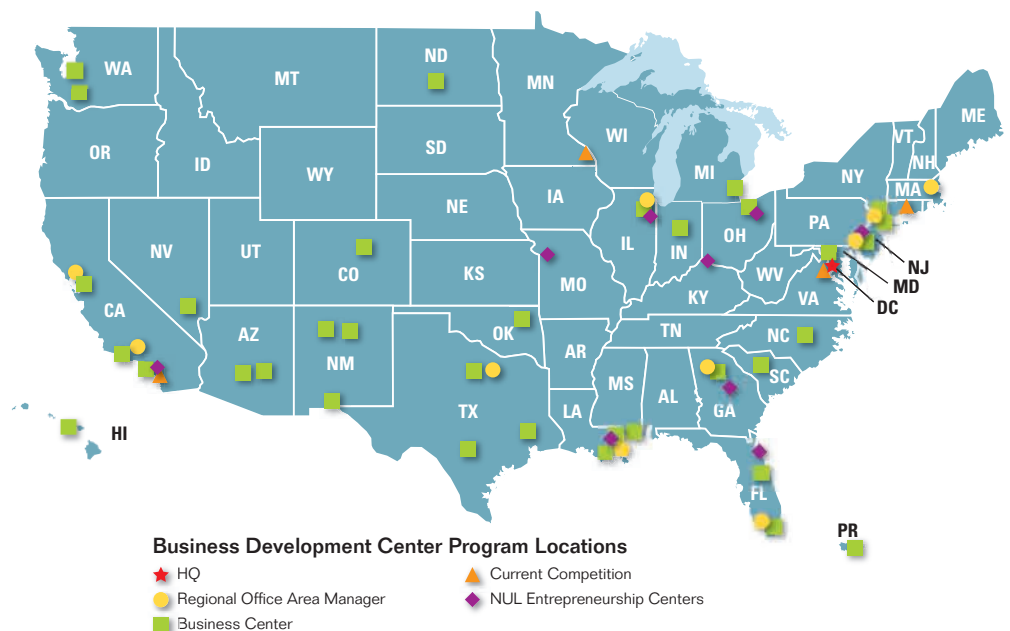 WA
MT
ND
MN
ME
VT
NH
OR
ID
WY
SD
WI
MI
NY
MA
NV
UT
CO
NE
KS
IA
IL
IN
OH
PA
NJ
MD
DC
CA
AZ
NM
OK
MO
KY
WV
VA
TN
NC
SC
AR
TX
LA
MS
AL
GA
FL
HI
PR
Business Development Center Program Locations
HQ
Current Competition
Regional Office Area Manager
NUL Entrepreneurship Centers
Business Center